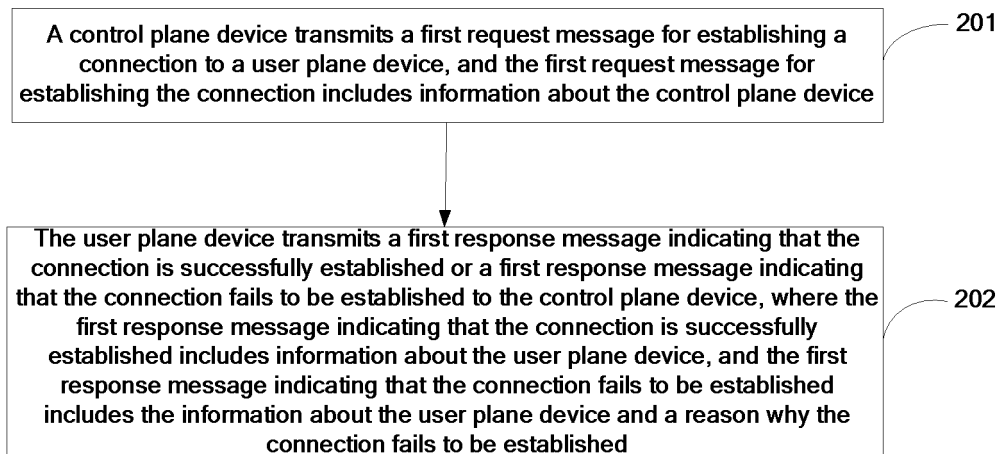 A control plane device transmits a first request message for establishing a
connection to a user plane device, and the first request message for
establishing the connection includes information about the control plane device
201
The user plane device transmits a first response message indicating that the
connection is successfully established or a first response message indicating
that the connection fails to be established to the control plane device, where the
first response message indicating that the connection is successfully
established includes information about the user plane device, and the first
response message indicating that the connection fails to be established
includes the information about the user plane device and a reason why the
connection fails to be established
202